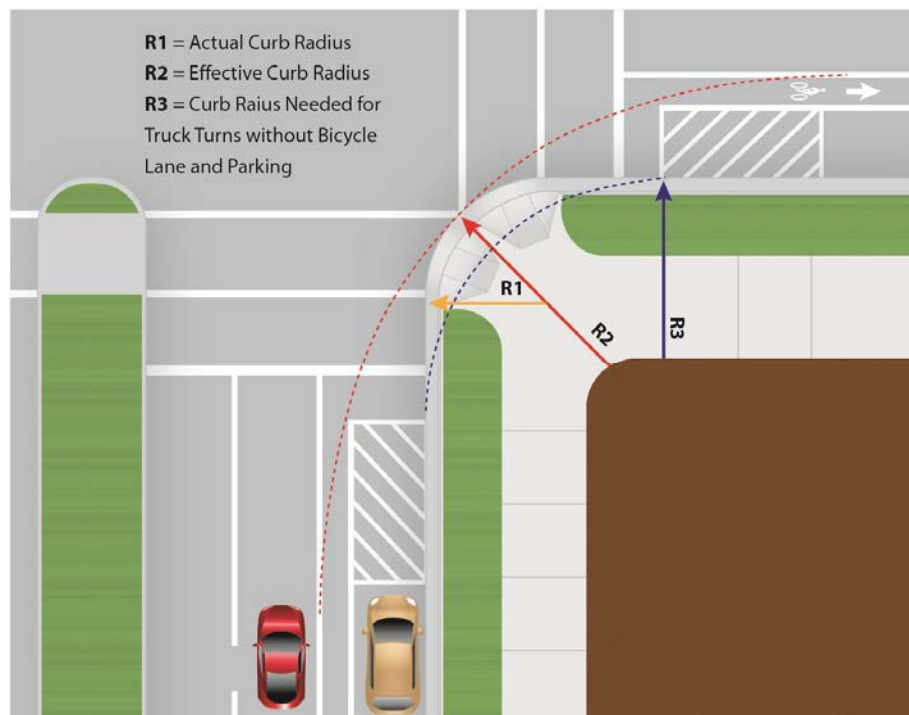 R1 = Actual Curb Radius
R2 = Effective Curb Radius
R3 = Curb Raius Needed for
Truck Turns without Bicycle
Lane and Parking
R1
R2
R3